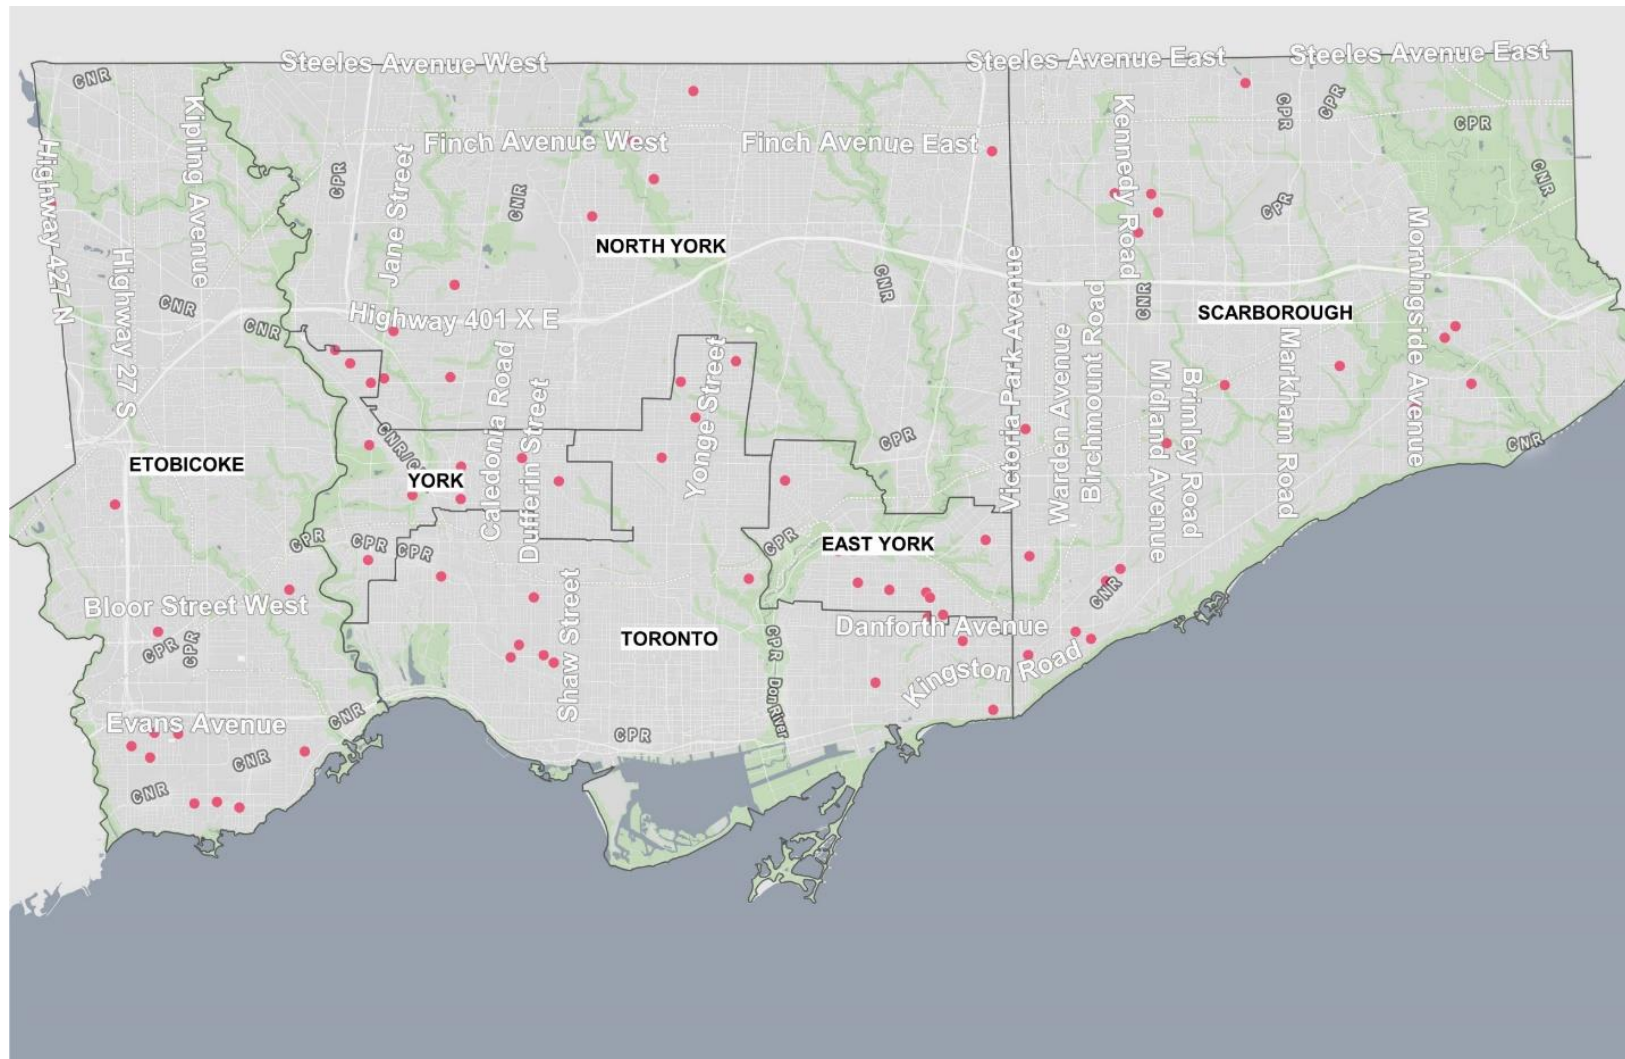 Steeles Avenue West
Steeles Avenue East
Steeles Avenue East
CNR
Kipling Avenue
Highway 427 N
Highway 27 S
CPR
Jane Street
Finch Avenue West
Finch Avenue East
CNR
Kennedy Road
CPR
CPR
CPR
CNR
CPR
NORTH YORK
CNR
CNR
CNR
CNR
Highway 401 X E
SCARBOROUGH
Victoria Park Avenue
Warden Avenue
Birchmount Road
Midland Avenue
Brimley Road
Markham Road
Morningside Avenue
Caledonia Road
Dufferin Street
Yonge Street
CPR
CNR
ETOBICOKE
YORK
CPR
CPR
CPR
CPR
EAST YORK
Bloor Street West
CPR
CPR
Shaw Street
TORONTO
CPR
Don River
Danforth Avenue
Kingston Road
CNR
Evans Avenue
CNR
CNR
CNR
CPR